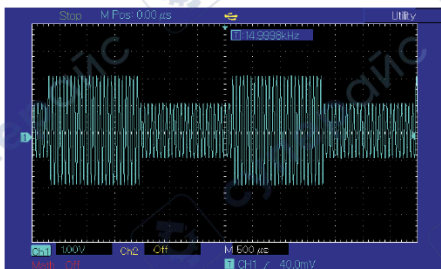 Stop M Pos: 0.00 μs Utility
T 14.9998kHz
1
Ch1 1.00V Ch2 Off M 500 μs
Math Off T CH1 / 40.0mV